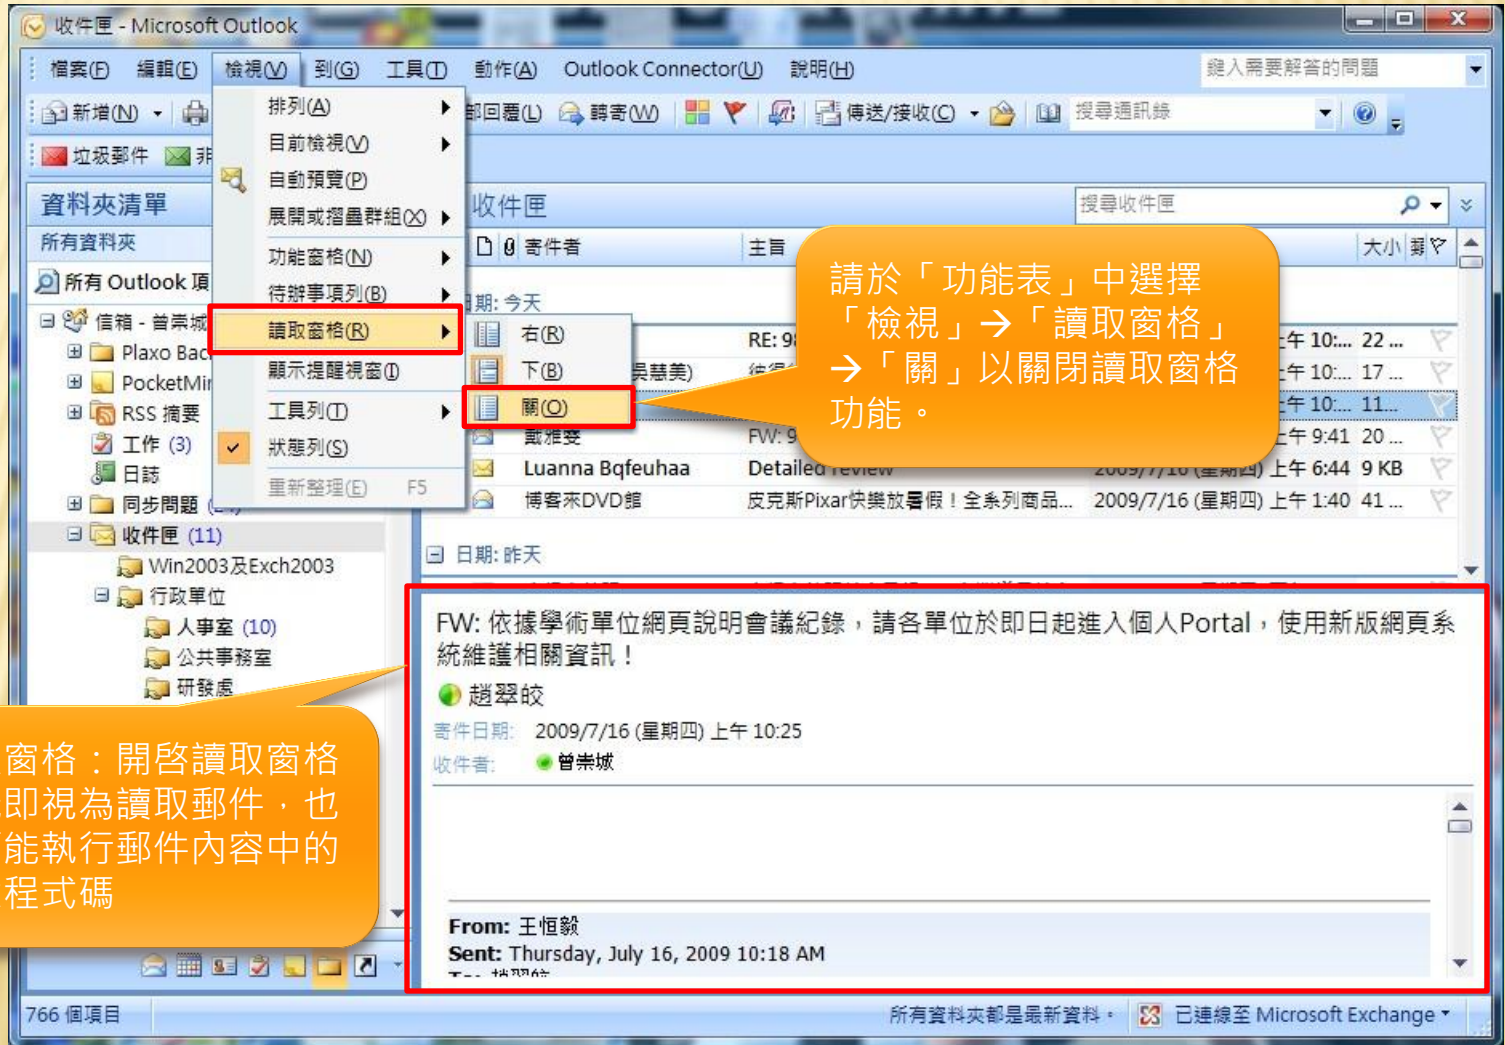 收件匣 - Microsoft Outlook
檔案(F) 編輯(E) 檢視(V) 到(G) 工具(T) 動作(A) Outlook Connector(U) 說明(H) 鍵入需要解答的問題
新增(N) 部回覆(L) 轉寄(W) 傳送/接收(C) 搜尋通訊錄
垃圾郵件 非
排列(A)
目前檢視(V)
自動預覽(P)
展開或摺疊群組(X)
功能窗格(N)
待辦事項列(B)
讀取窗格(R)
顯示提醒視窗(I)
工具列(T)
狀態列(S)
重新整理(E) F5
右(R)
下(B)
關(O)
資料夾清單
所有資料夾
所有 Outlook 項
信箱 - 曾崇城
Plaxo Bac
PocketMir
RSS 摘要
工作 (3)
日誌
同步問題
收件匣 (11)
Win2003及Exch2003
行政單位
人事室 (10)
公共事務室
研發處
收件匣 搜尋收件匣
寄件者 主旨 大小
日期: 今天
RE: 9 午 10:... 22 ...
吳慧美) 午 10:... 17 ...
午 10:... 11...
戴雅雯 FW: 9 午 9:41 20 ...
Luanna Bqfeuhaa Detailed review 2009/7/16 (星期四) 上午 6:44 9 KB
博客來DVD館 皮克斯Pixar快樂放暑假！全系列商品... 2009/7/16 (星期四) 上午 1:40 41 ...
日期: 昨天
請於「功能表」中選擇
「檢視」→「讀取窗格」
→「關」以關閉讀取窗格
功能。
FW: 依據學術單位網頁說明會議紀錄，請各單位於即日起進入個人Portal，使用新版網頁系
統維護相關資訊！
趙翠皎
寄件日期: 2009/7/16 (星期四) 上午 10:25
收件者: 曾崇城
From: 王恒毅
Sent: Thursday, July 16, 2009 10:18 AM
窗格：開啓讀取窗格
即視為讀取郵件，也
能執行郵件內容中的
程式碼
766 個項目 所有資料夾都是最新資料。 已連線至 Microsoft Exchange